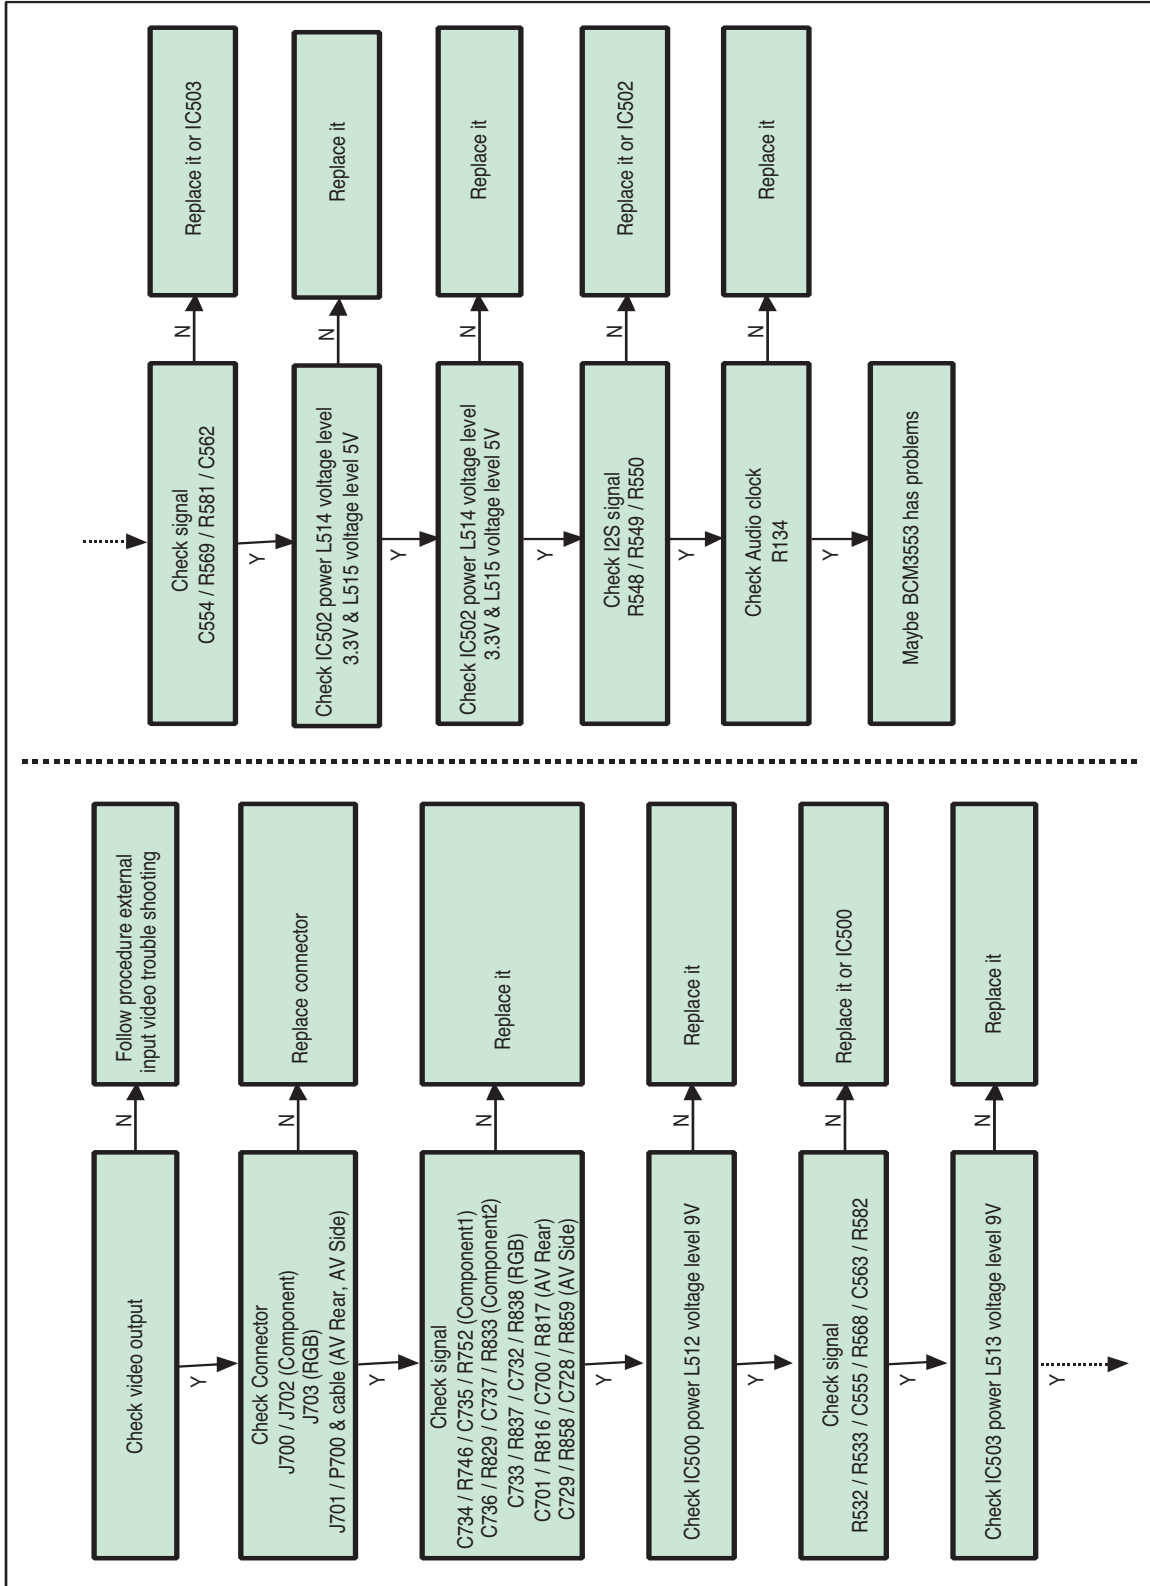 Check video output
N
Follow procedure external
input video trouble shooting
Y
Check Connector
J700 / J702 (Component)
J703 (RGB)
J701 / P700 & cable (AV Rear, AV Side)
N
Replace connector
Y
Check signal
C734 / R746 / C735 / R752 (Component1)
C736 / R829 / C737 / R833 (Component2)
C733 / R837 / C732 / R838 (RGB)
C701 / R816 / C700 / R817 (AV Rear)
C729 / R858 / C728 / R859 (AV Side)
N
Replace it
Y
Check IC500 power L512 voltage level 9V
N
Replace it
Y
Check signal
R532 / R533 / C555 / R568 / C563 / R582
N
Replace it or IC500
Y
Check IC503 power L513 voltage level 9V
N
Replace it
Y
Check signal
C554 / R569 / R581 / C562
N
Replace it or IC503
Y
Check IC502 power L514 voltage level
3.3V & L515 voltage level 5V
N
Replace it
Y
Check IC502 power L514 voltage level
3.3V & L515 voltage level 5V
N
Replace it
Y
Check I2S signal
R548 / R549 / R550
N
Replace it or IC502
Y
Check Audio clock
R134
N
Replace it
Y
Maybe BCM3553 has problems